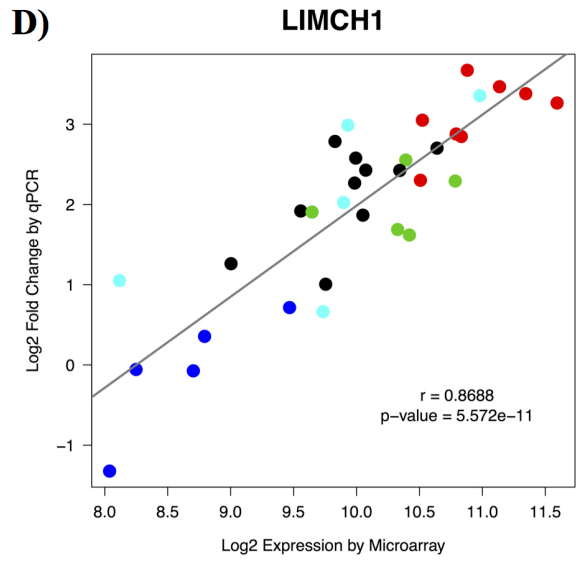 D)
LIMCH1
Log2 Fold Change by qPCR
3
2
1
0
−1
r = 0.8688
p−value = 5.572e−11
8.0 8.5 9.0 9.5 10.0 10.5 11.0 11.5
Log2 Expression by Microarray